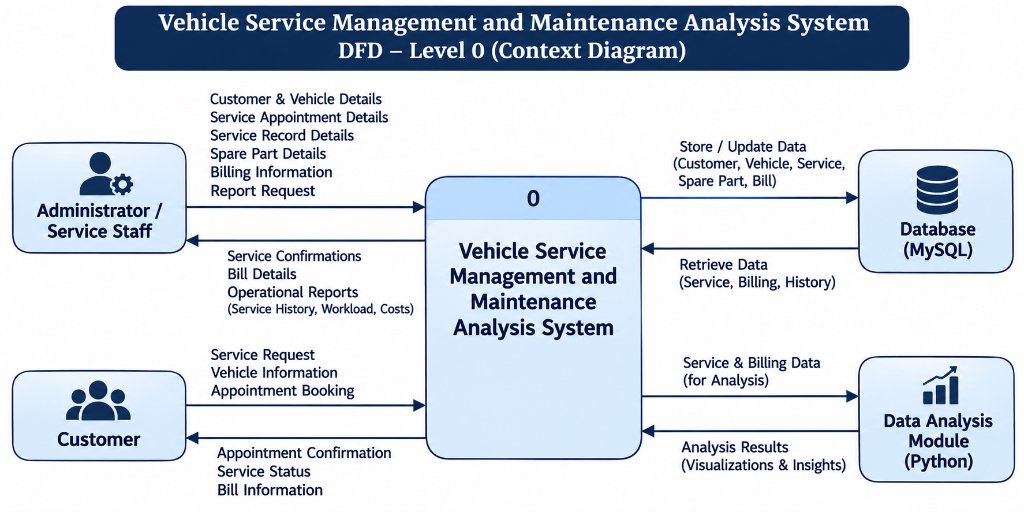 Vehicle Service Management and Maintenance Analysis System
DFD – Level 0 (Context Diagram)
Customer & Vehicle Details
Service Appointment Details
Service Record Details
Spare Part Details
Billing Information
Report Request
Administrator /
Service Staff
Service Confirmations
Bill Details
Operational Reports
(Service History, Workload, Costs)
Service Request
Vehicle Information
Appointment Booking
Customer
Appointment Confirmation
Service Status
Bill Information
0
Vehicle Service
Management and
Maintenance
Analysis System
Store / Update Data
(Customer, Vehicle, Service,
Spare Part, Bill)
Database
(MySQL)
Retrieve Data
(Service, Billing, History)
Service & Billing Data
(for Analysis)
Data Analysis
Module
(Python)
Analysis Results
(Visualizations & Insights)